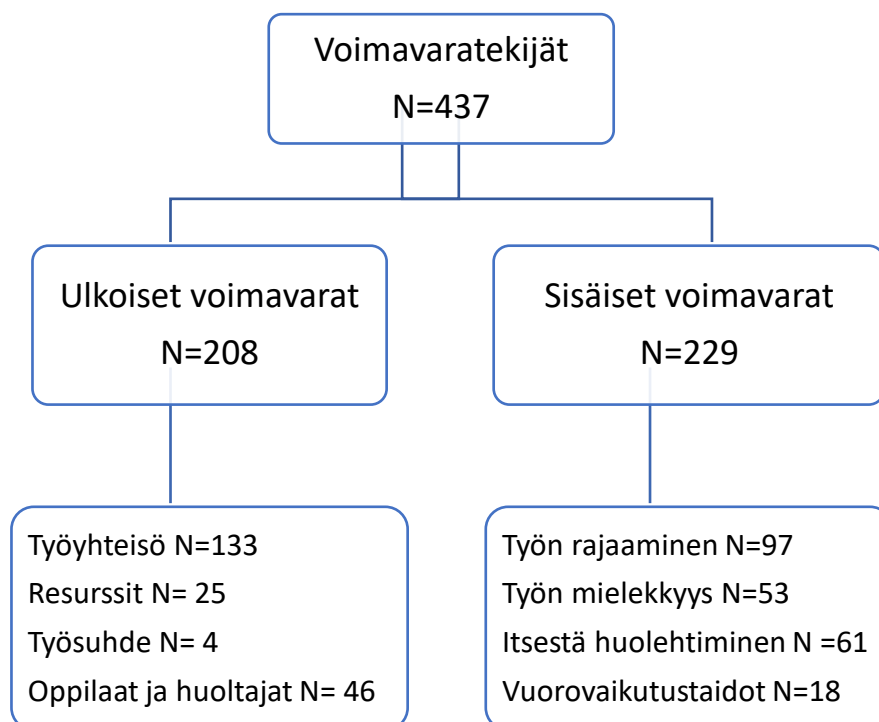 Voimavaratekijät
N=437
Ulkoiset voimavarat
N=208
Sisäiset voimavarat
N=229
Työyhteisö N=133
Resurssit N= 25
Työsuhde N= 4
Oppilaat ja huoltajat N= 46
Työn rajaaminen N=97
Työn mielekkyys N=53
Itsestä huolehtiminen N =61
Vuorovaikutustaidot N=18